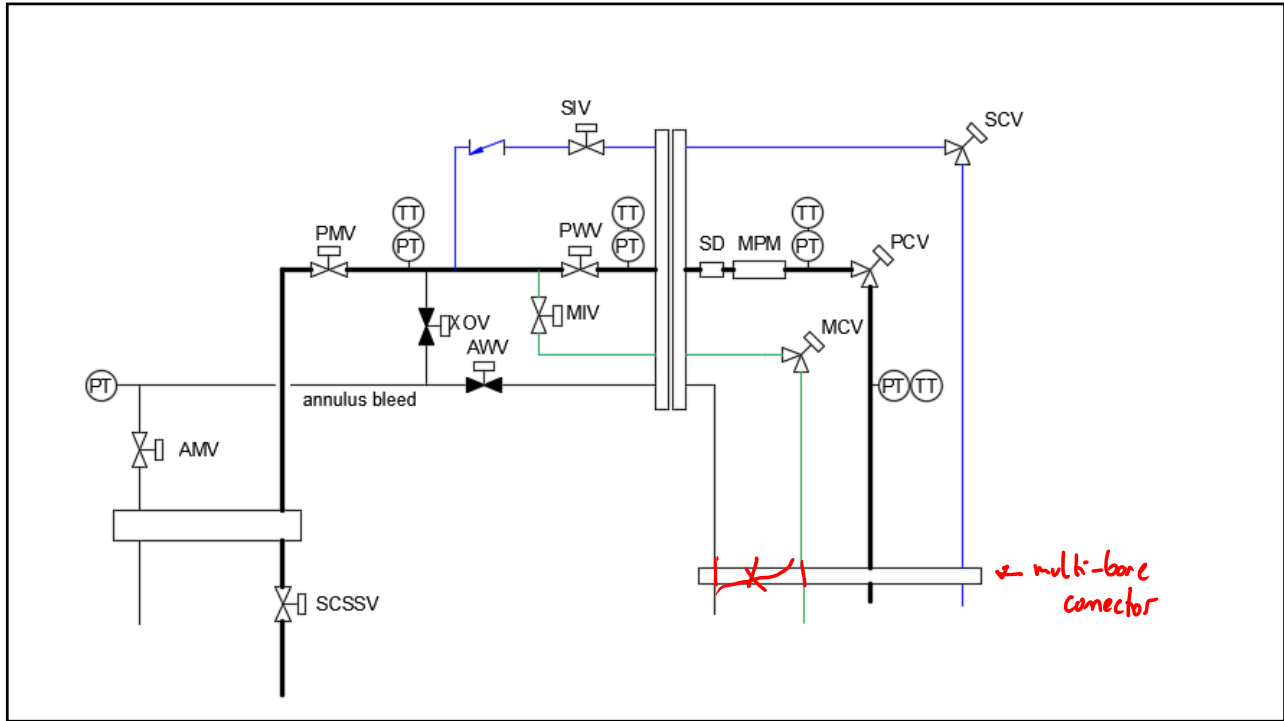 SIV
SCV
TT
TT
TT
PMV
PT
PWV
PT
SD
MPM
PT
PCV
XOV
MIV
MCV
AWV
PT
annulus bleed
PT
TT
AMV
SCSSV
multi-bore
conector